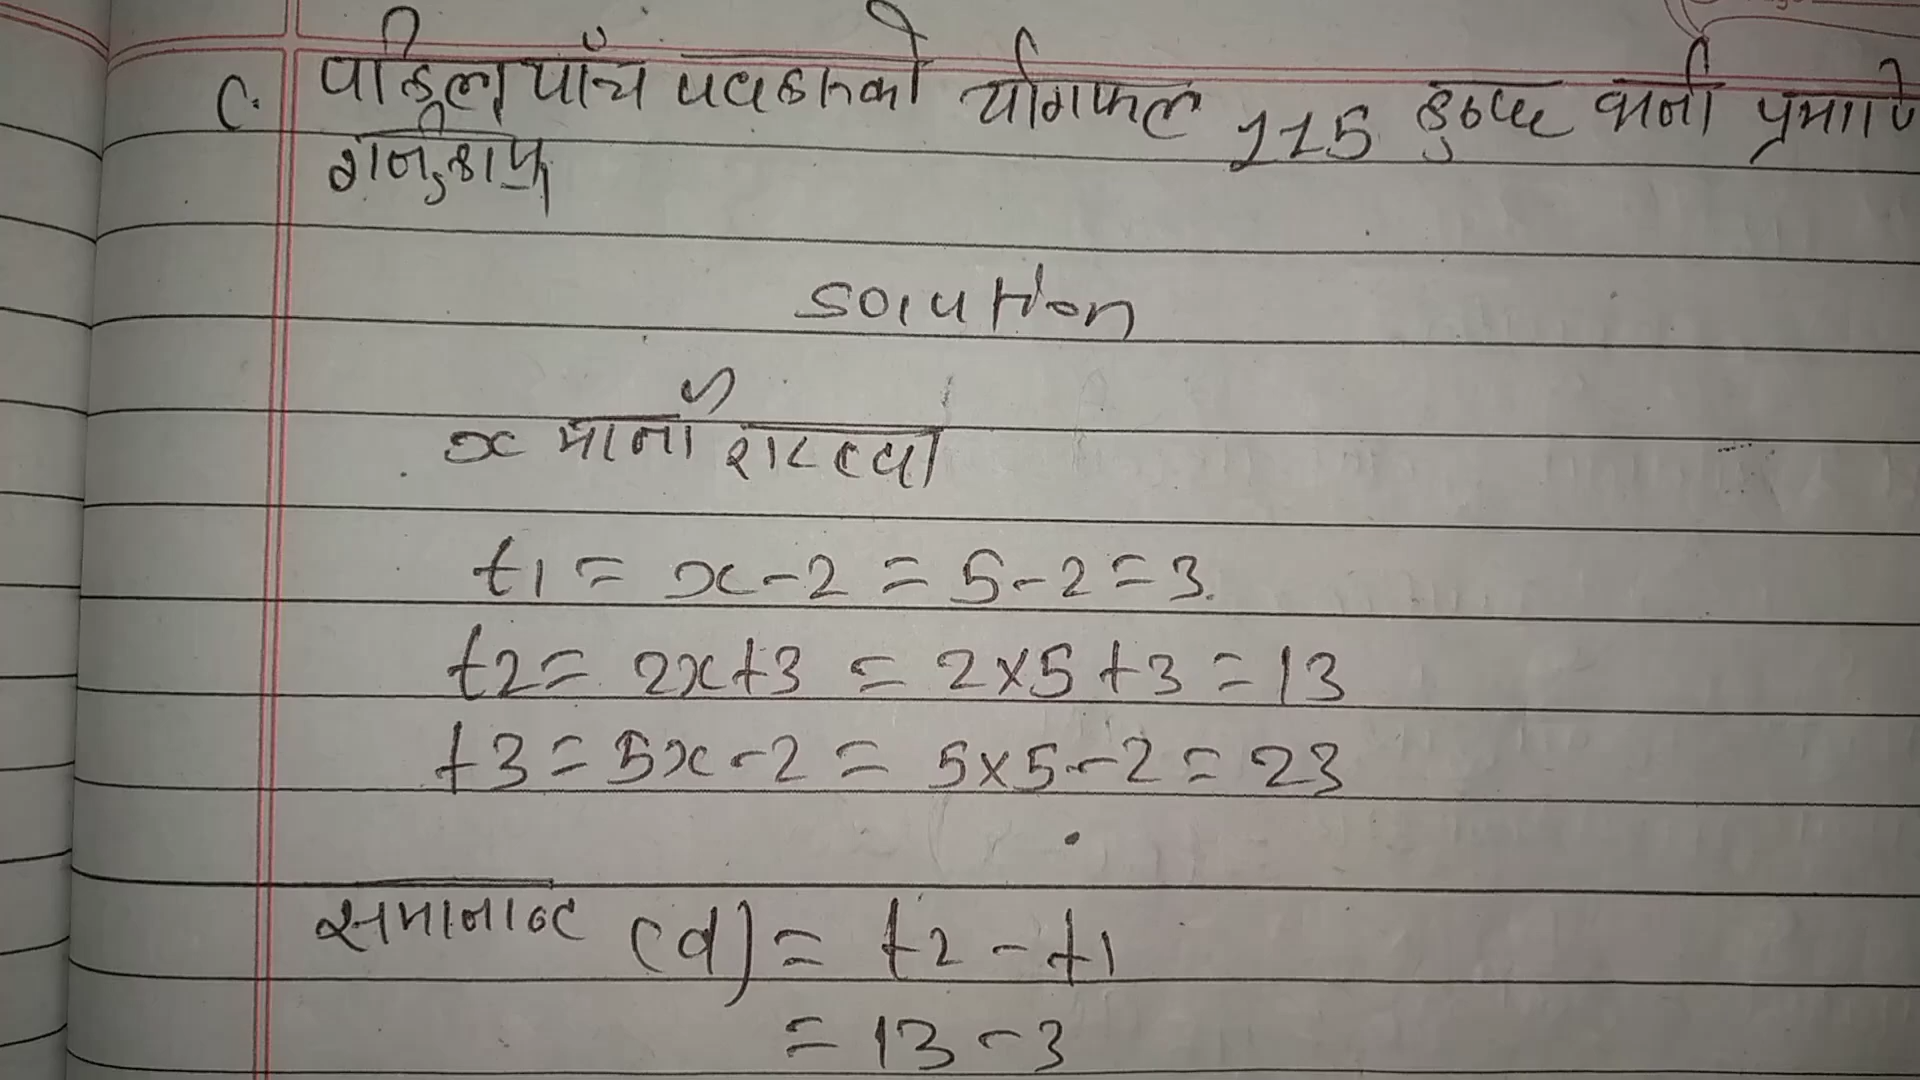 c. पहिलो पाँच पदहरूको योगफल 115 हुन्छ भनी प्रमाणि
गर्नुहोस्
solution
x मानाँ राख्दा
t1 = x-2 = 5-2=3.
t2= 2x+3 = 2×5+3=13
t3=5x-2= 5×5-2=23
समानान्तर (d)= t2-t1
= 13-3